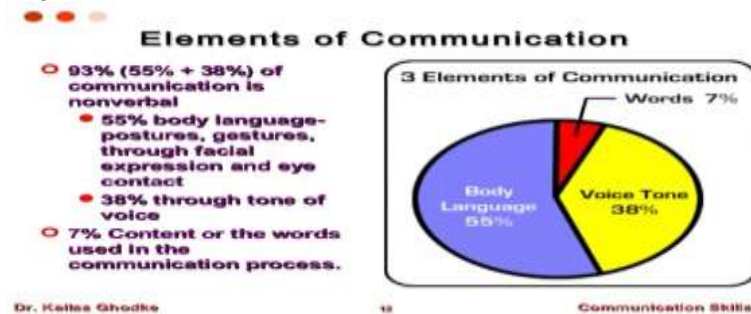 Elements of Communication
93% (55% + 38%) of
communication is
nonverbal
55% body language-
postures, gestures,
through facial
expression and eye
contact
38% through tone of
voice
7% Content or the words
used in the
communication process.
3 Elements of Communication
Words 7%
Body
Language
55%
Voice Tone
38%
Dr. Kailas Ghodke
Communication Skills